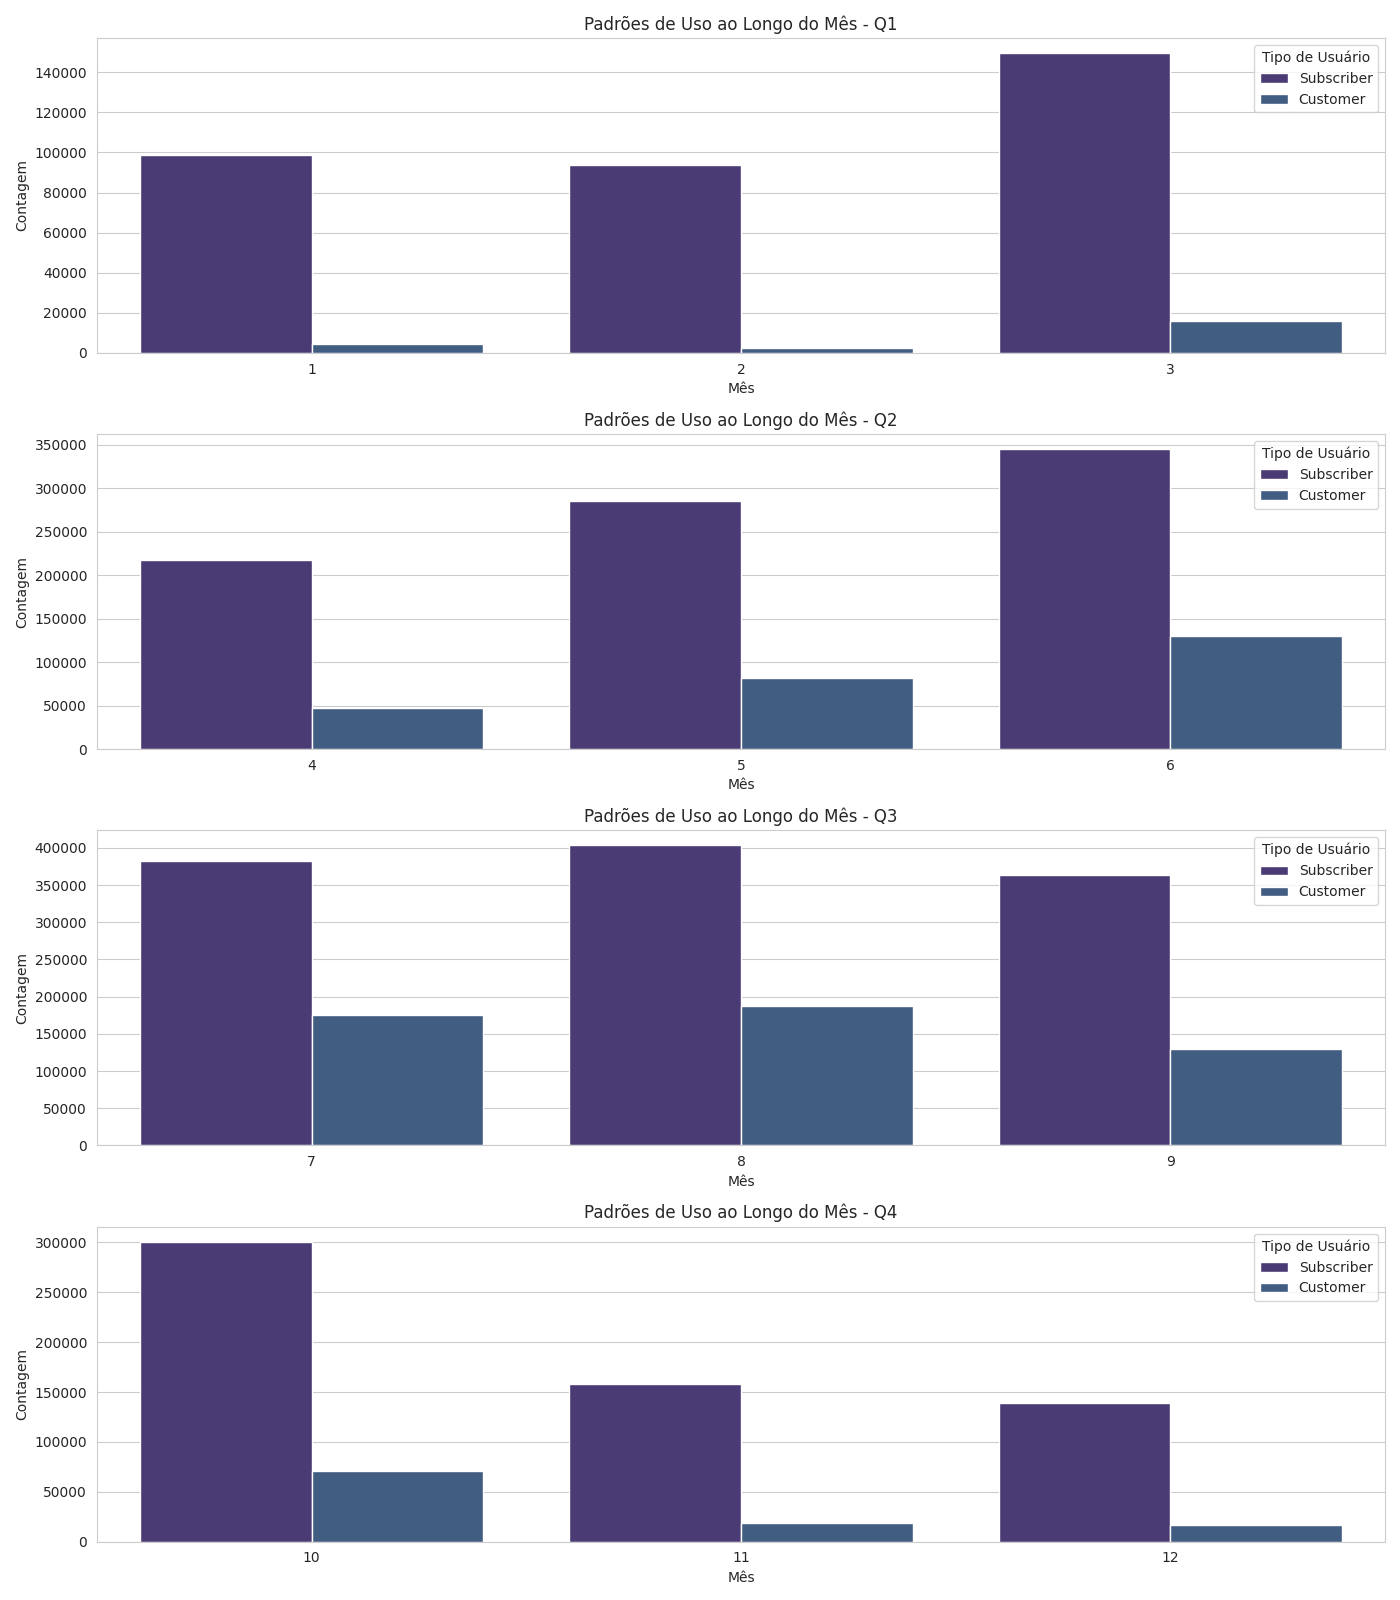 Padrões de Uso ao Longo do Mês - Q1
Contagem
140000
120000
100000
80000
60000
40000
20000
0
Tipo de Usuário
Subscriber
Customer
1
2
3
Mês
Padrões de Uso ao Longo do Mês - Q2
Contagem
350000
300000
250000
200000
150000
100000
50000
0
Tipo de Usuário
Subscriber
Customer
4
5
6
Mês
Padrões de Uso ao Longo do Mês - Q3
Contagem
400000
350000
300000
250000
200000
150000
100000
50000
0
Tipo de Usuário
Subscriber
Customer
7
8
9
Mês
Padrões de Uso ao Longo do Mês - Q4
Contagem
300000
250000
200000
150000
100000
50000
0
Tipo de Usuário
Subscriber
Customer
10
11
12
Mês